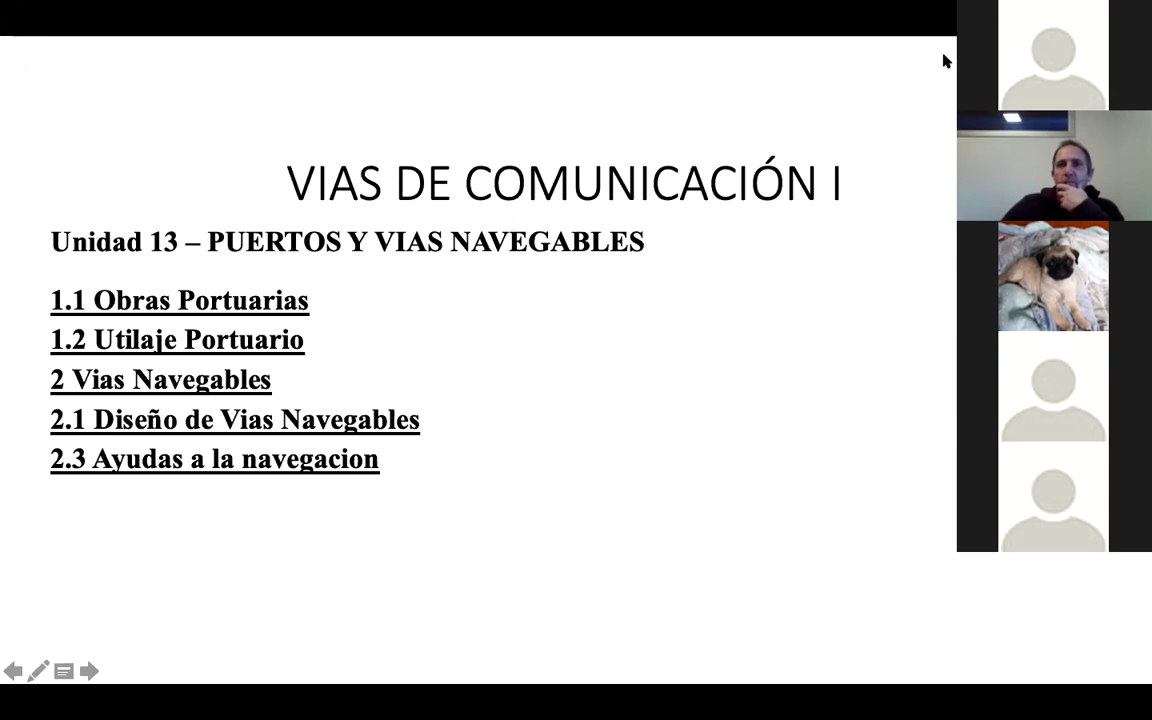 VIAS DE COMUNICACIÓN I
Unidad 13 – PUERTOS Y VIAS NAVEGABLES
1.1 Obras Portuarias
1.2 Utilaje Portuario
2 Vias Navegables
2.1 Diseño de Vias Navegables
2.3 Ayudas a la navegacion